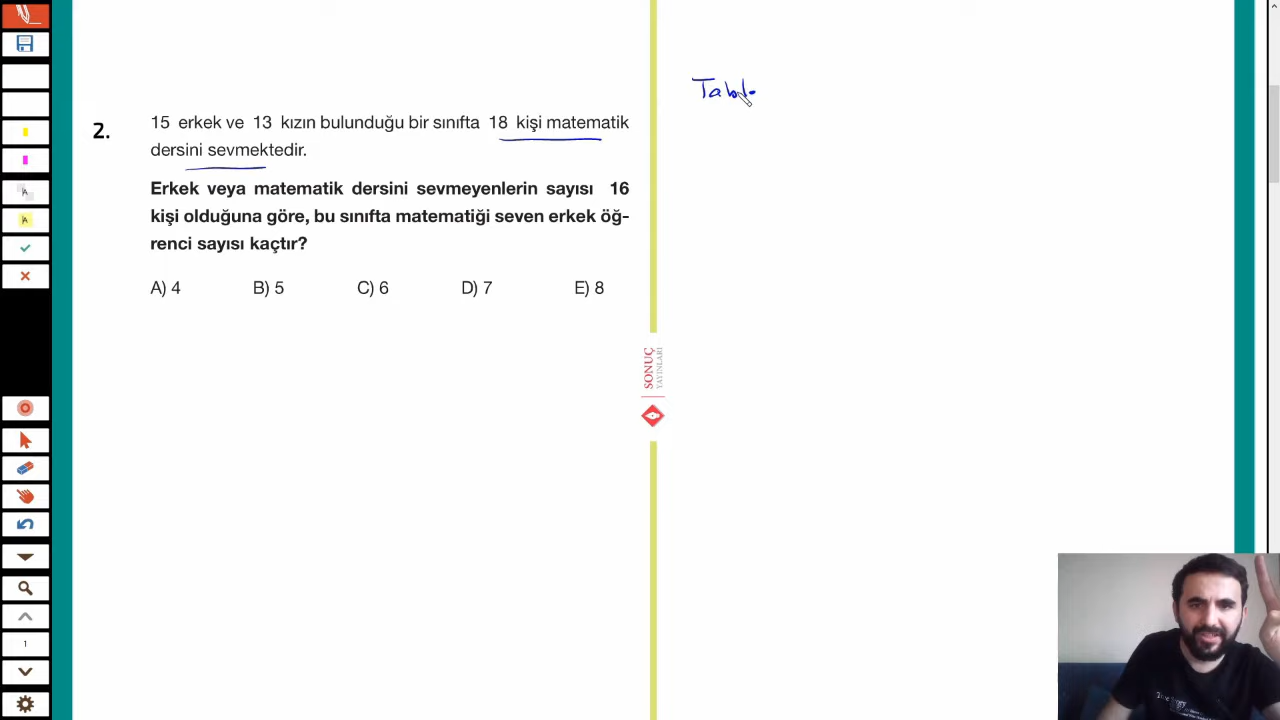 Tablo
2.
15 erkek ve 13 kızın bulunduğu bir sınıfta 18 kişi matematik
dersini sevmektedir.
Erkek veya matematik dersini sevmeyenlerin sayısı 16
kişi olduğuna göre, bu sınıfta matematiği seven erkek öğ-
renci sayısı kaçtır?
A) 4 B) 5 C) 6 D) 7 E) 8
SONUÇ
YAYINLARI
A
A
1